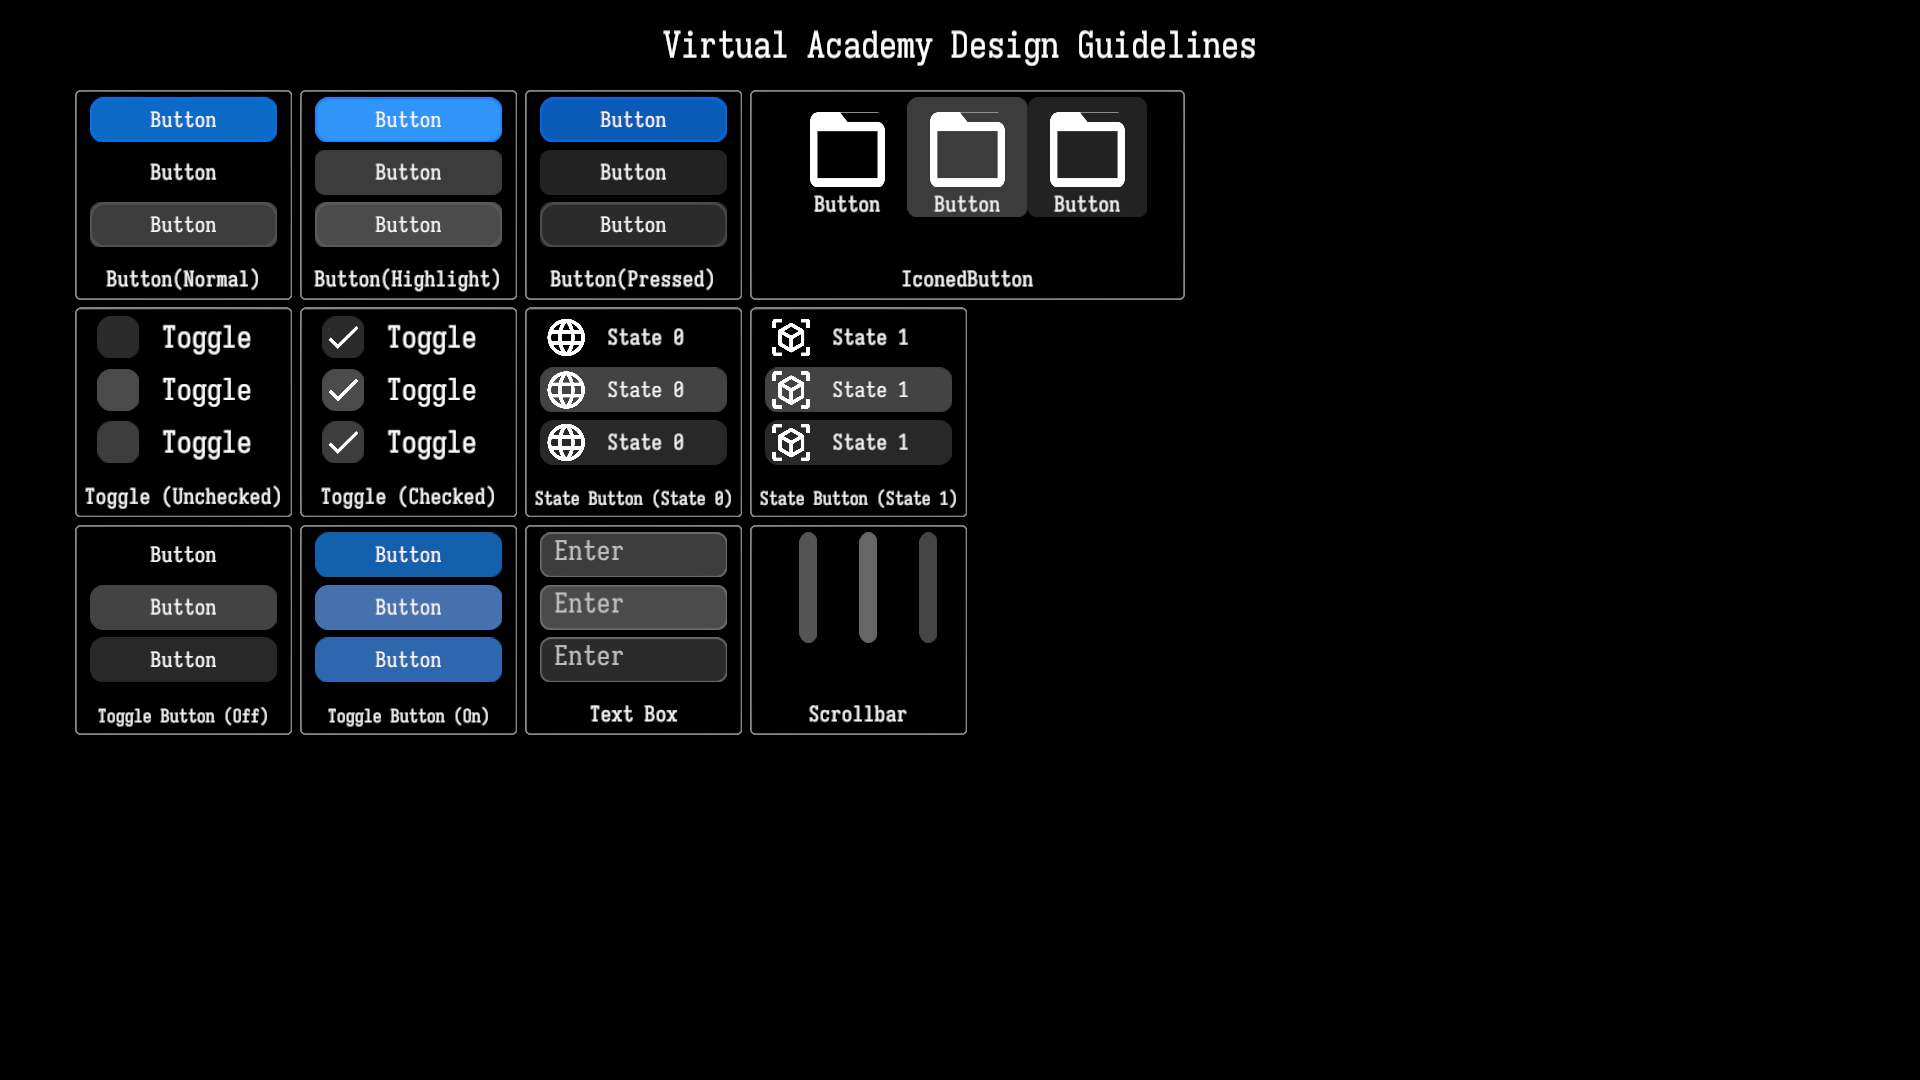 Virtual Academy Design Guidelines
Button
Button
Button
Button(Normal)
Button
Button
Button
Button(Highlight)
Button
Button
Button
Button(Pressed)
Button
Button
Button
IconedButton
Toggle
Toggle
Toggle
Toggle (Unchecked)
Toggle
Toggle
Toggle
Toggle (Checked)
State 0
State 0
State 0
State Button (State 0)
State 1
State 1
State 1
State Button (State 1)
Button
Button
Button
Toggle Button (Off)
Button
Button
Button
Toggle Button (On)
Enter
Enter
Enter
Text Box
Scrollbar